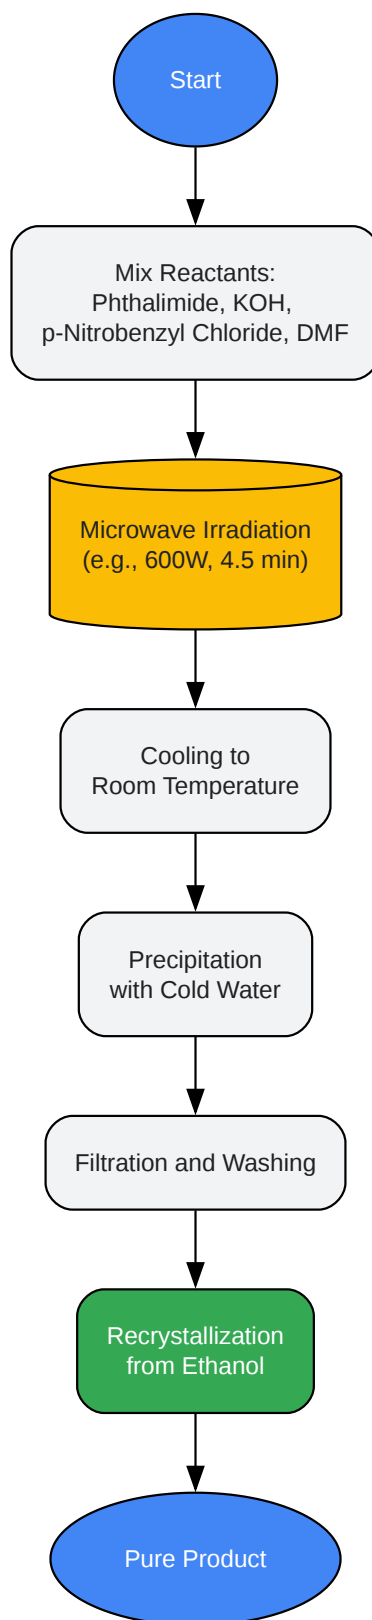 Start
Mix Reactants:
Phthalimide, KOH,
p-Nitrobenzyl Chloride, DMF
Microwave Irradiation
(e.g., 600W, 4.5 min)
Cooling to
Room Temperature
Precipitation
with Cold Water
Filtration and Washing
Recrystallization
from Ethanol
Pure Product